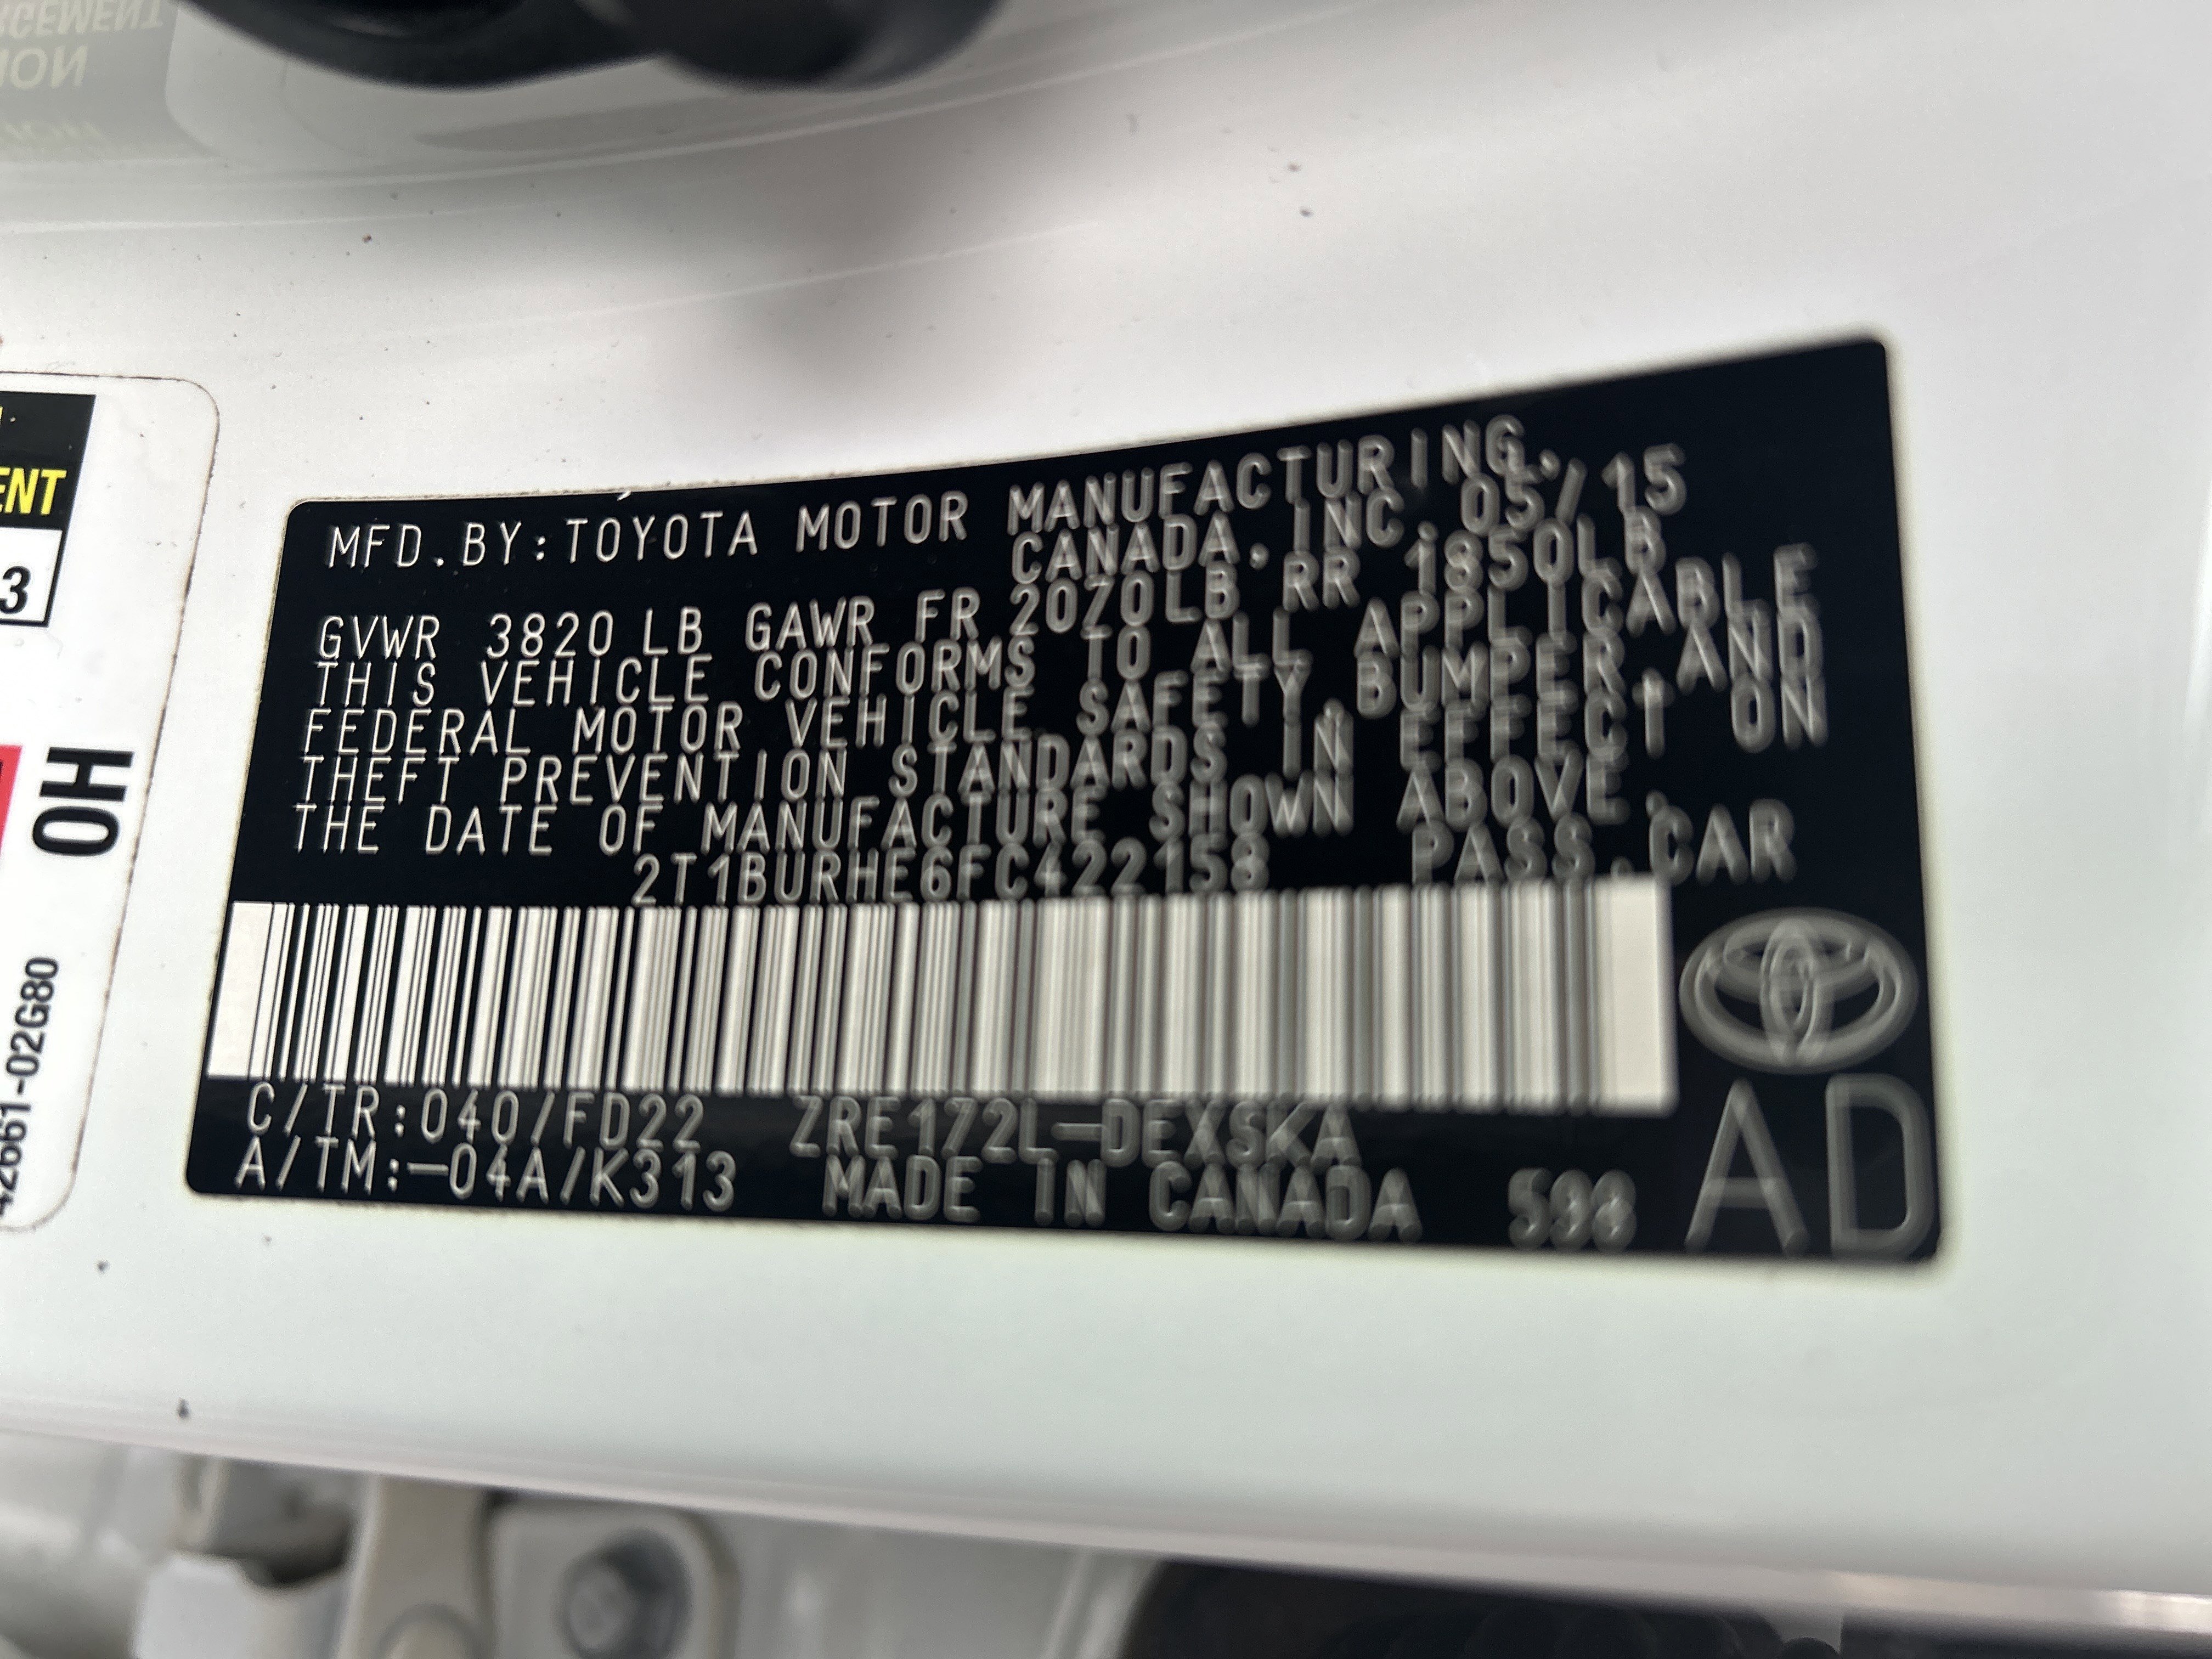 MFD.BY:TOYOTA MOTOR MANUFACTURING,
CANADA,INC. 05/15
GVWR 3820 LB GAWR FR 2070LB RR 1850LB
THIS VEHICLE CONFORMS TO ALL APPLICABLE
FEDERAL MOTOR VEHICLE SAFETY,BUMPER,AND
THEFT PREVENTION STANDARDS IN EFFECT ON
THE DATE OF MANUFACTURE SHOWN ABOVE.
2T1BURHE6FC422158 PASS.CAR
C/TR:040/FD22 ZRE172L-DEXSKA
A/TM:-04A/K313 MADE IN CANADA
AD
ENT
3
OH
42661-02G80